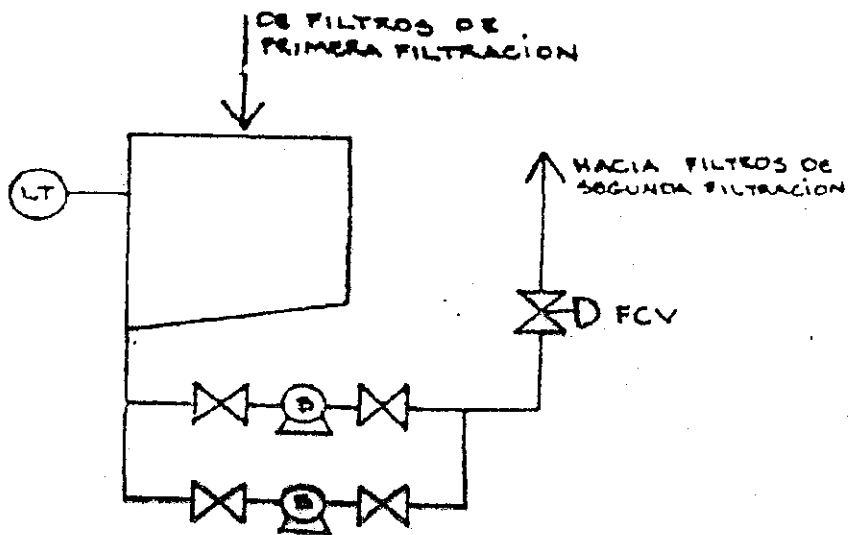 DE FILTROS DE
PRIMERA FILTRACION
LT
HACIA FILTROS DE
SEGUNDA FILTRACION
FCV
B
B